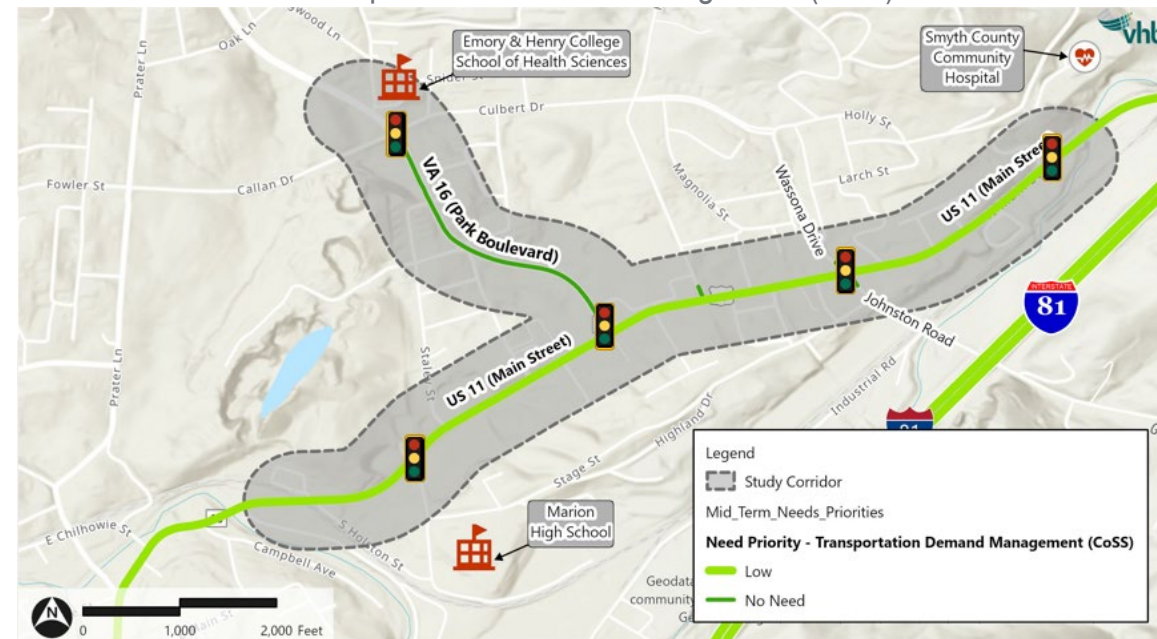 Oak Ln
Prater Ln
Emory & Henry College
School of Health Sciences
Culbert Dr
Smyth County
Community
Hospital
vhb
Holly St
Fowler St
Callan Dr
VA 16 (Park Boulevard)
Magnolia St
Wassona Drive
Larch St
US 11 (Main Street)
INTERSTATE
81
Johnston Road
Prater Ln
Staley St
US 11 (Main Street)
Industrial Rd
Highland Dr
Stage St
E Chilhowie St
S Holston St
Campbell Ave
Marion
High School
Legend
Study Corridor
Mid_Term_Needs_Priorities
Need Priority - Transportation Demand Management (CoSS)
Low
No Need
0 1,000 2,000 Feet
Main St